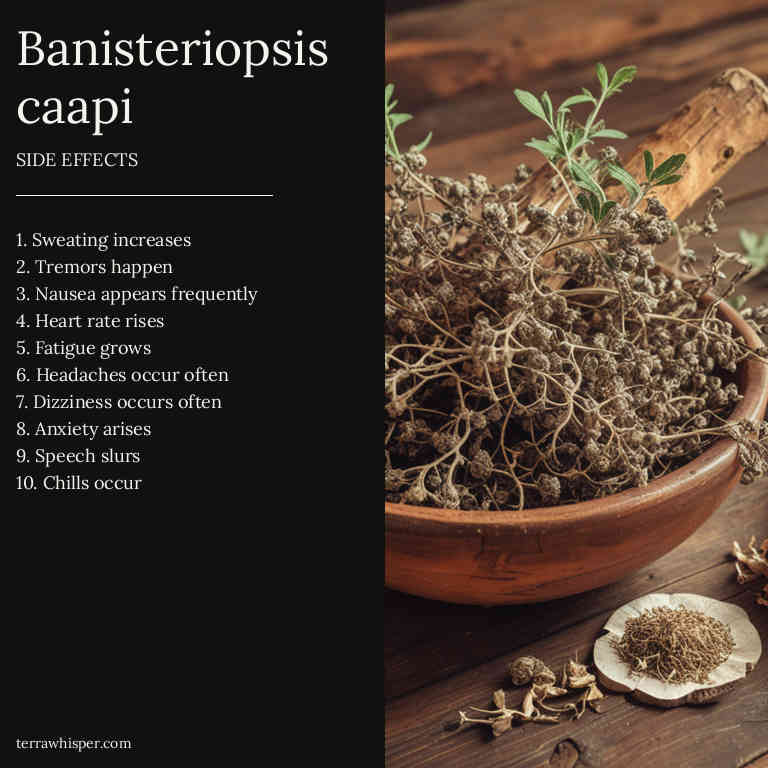 Banisteriopsis
caapi
SIDE EFFECTS
1. Sweating increases
2. Tremors happen
3. Nausea appears frequently
4. Heart rate rises
5. Fatigue grows
6. Headaches occur often
7. Dizziness occurs often
8. Anxiety arises
9. Speech slurs
10. Chills occur
terrawhisper.com